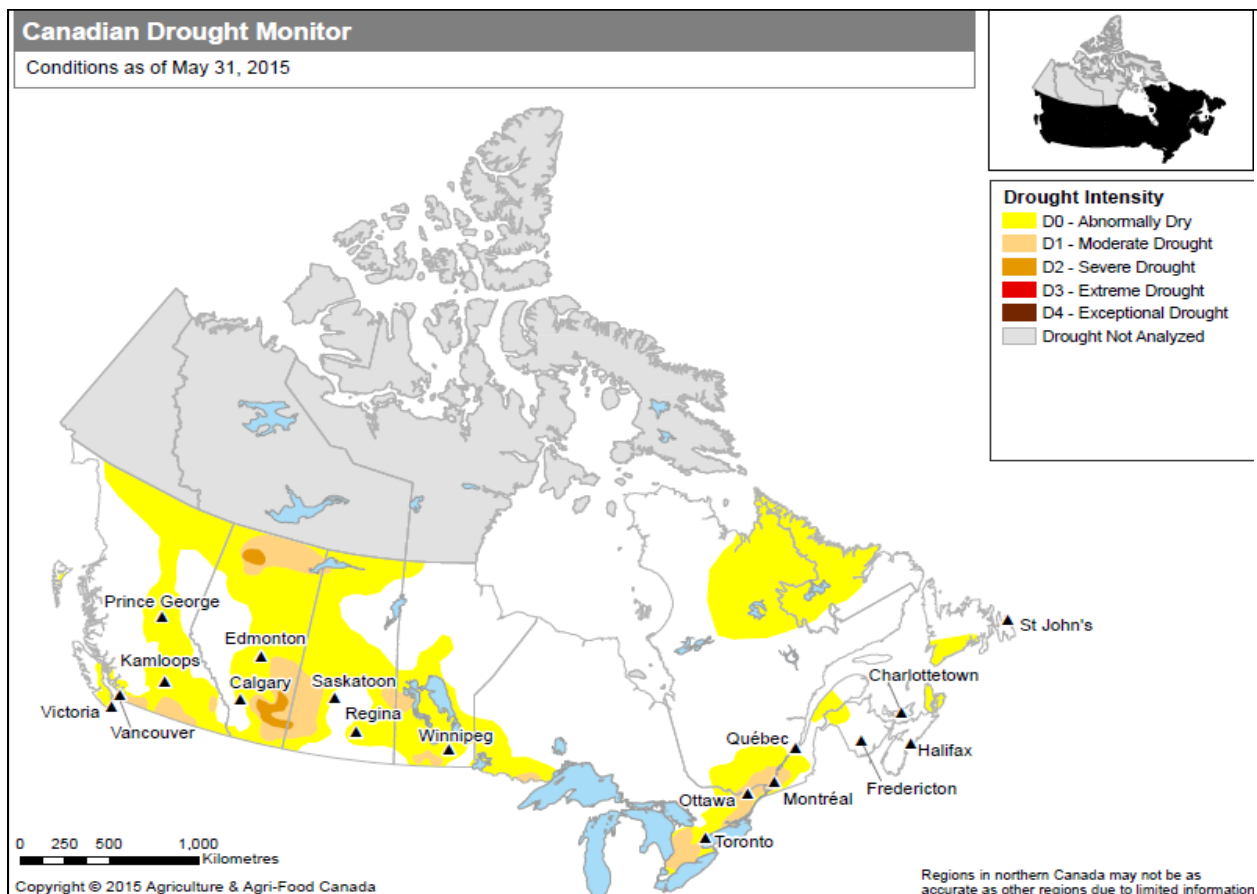 Canadian Drought Monitor
Conditions as of May 31, 2015
Drought Intensity
D0 - Abnormally Dry
D1 - Moderate Drought
D2 - Severe Drought
D3 - Extreme Drought
D4 - Exceptional Drought
Drought Not Analyzed
Prince George
Edmonton
Kamloops
Calgary
Saskatoon
Victoria
Regina
Vancouver
Winnipeg
St John's
Charlottetown
Québec
Halifax
Fredericton
Ottawa
Montréal
Toronto
0 250 500 1,000
Kilometres
Copyright © 2015 Agriculture & Agri-Food Canada
Regions in northern Canada may not be as
accurate as other regions due to limited information